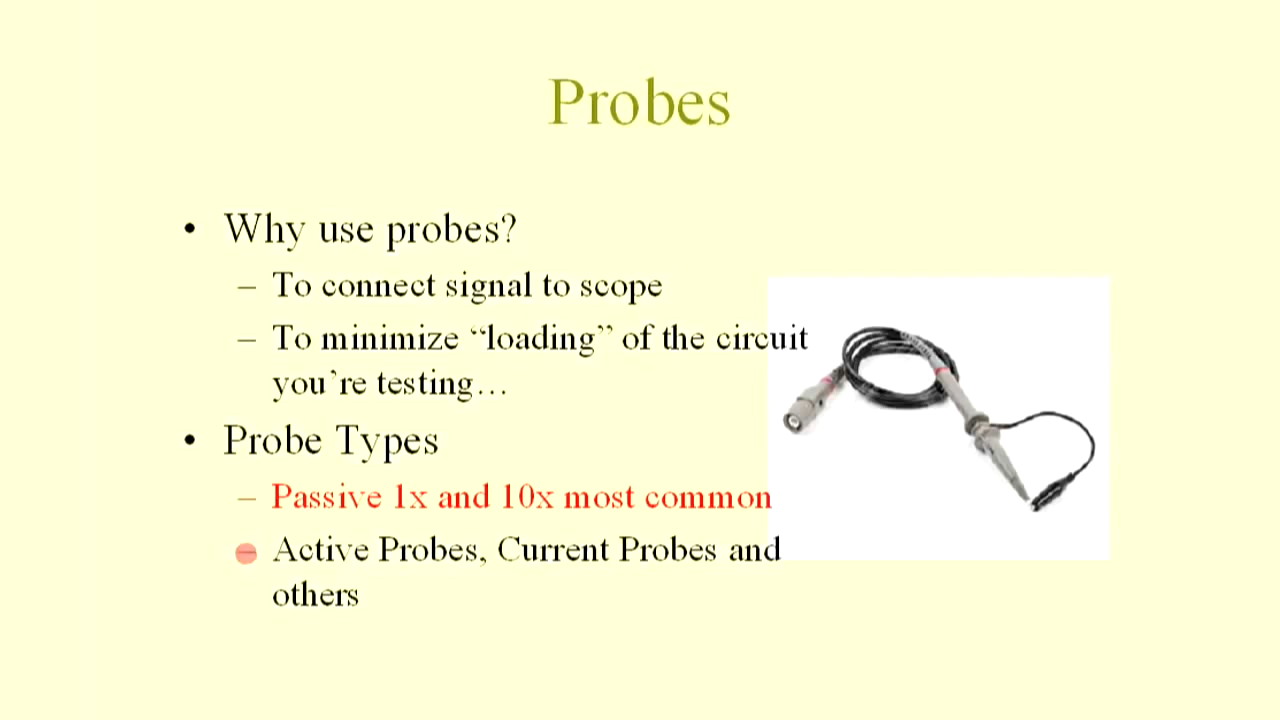 Probes
• Why use probes?
– To connect signal to scope
– To minimize “loading” of the circuit
you’re testing…
• Probe Types
– Passive 1x and 10x most common
– Active Probes, Current Probes and
others